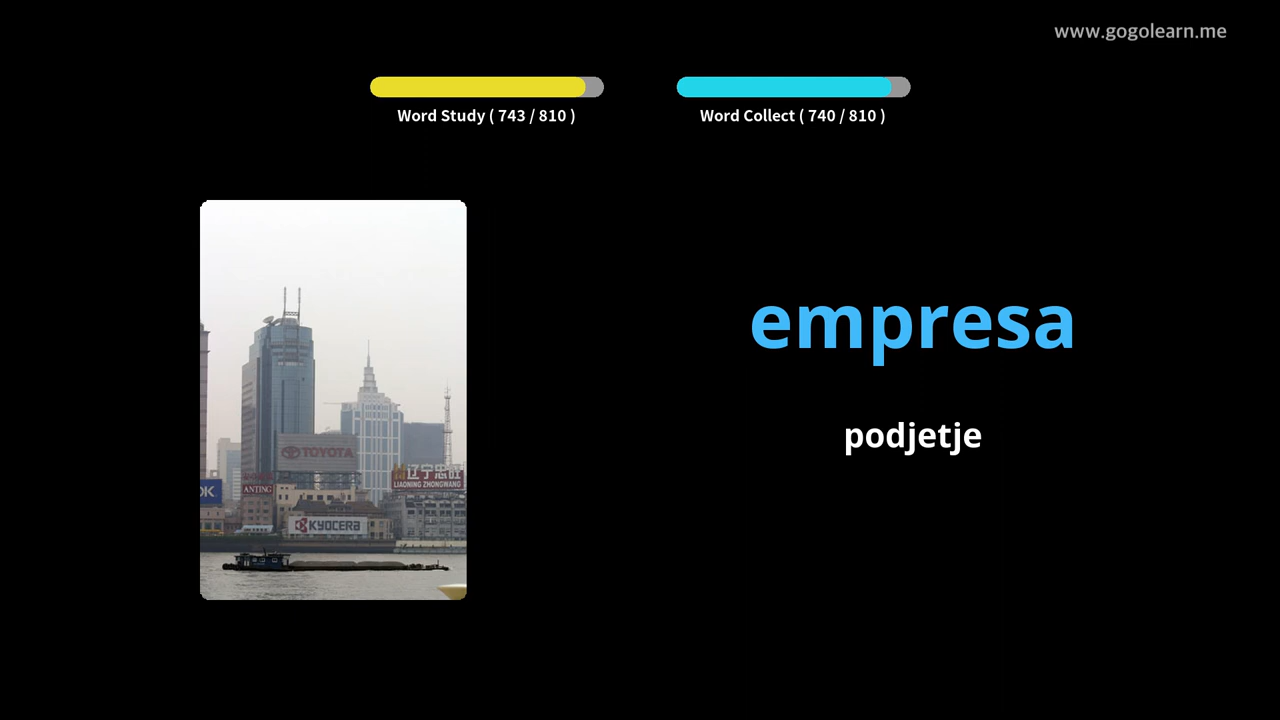 www.gogolearn.me
Word Study ( 743 / 810 )
Word Collect ( 740 / 810 )
empresa
podjetje
TOYOTA
辽宁忠旺
LIAONING ZHONGWANG
OK
ANTING
KYOCERA